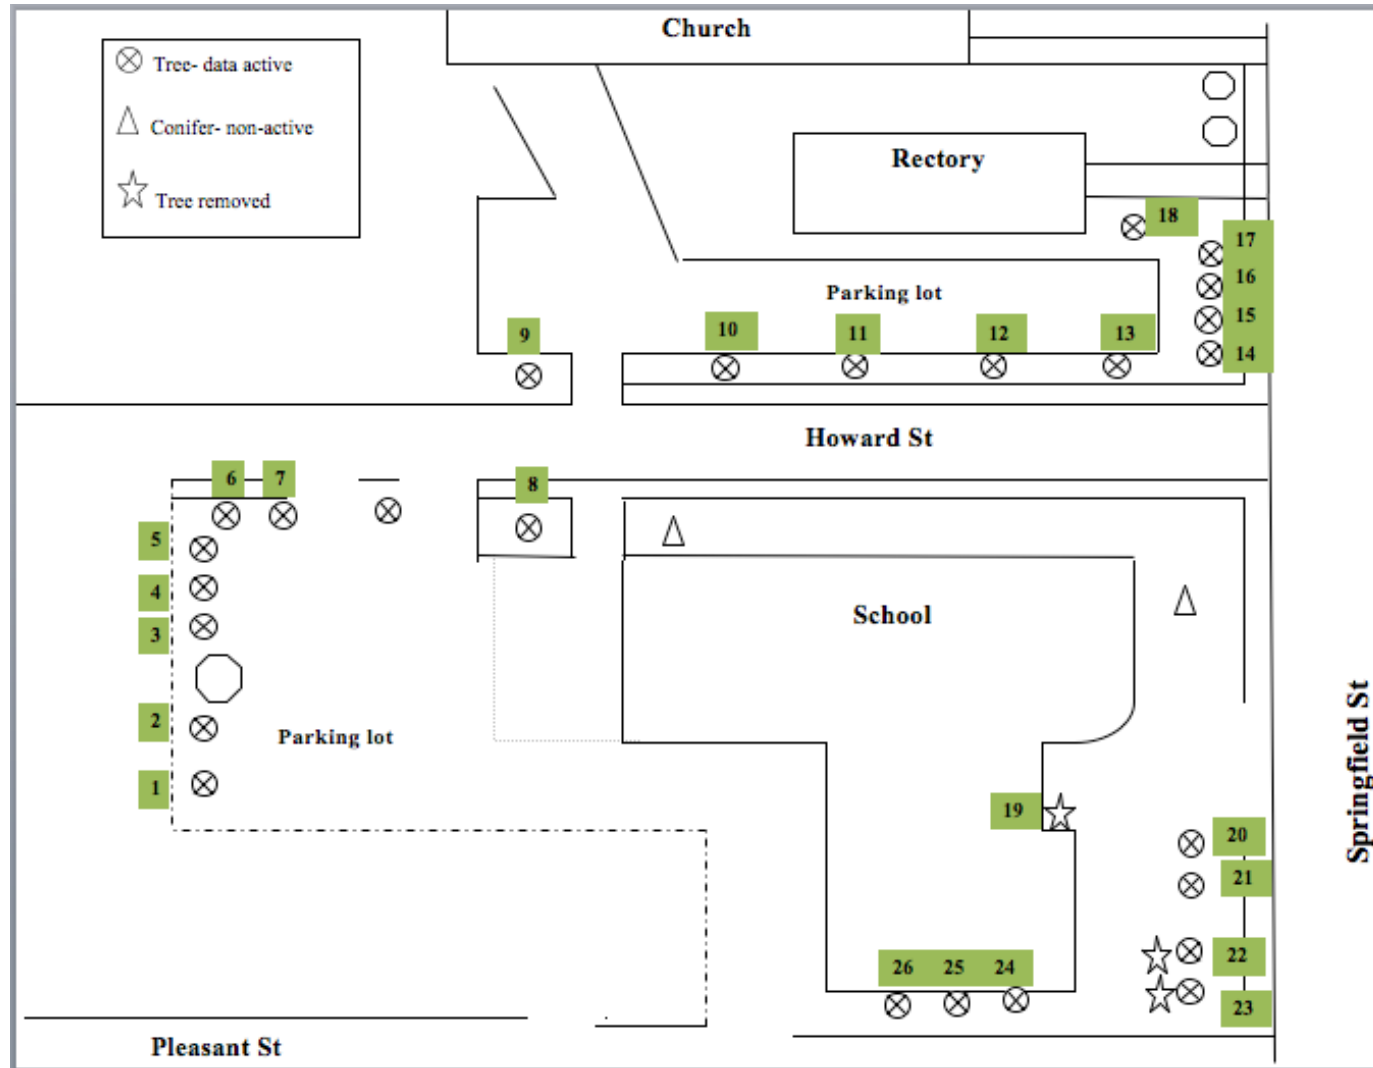 Church
Tree- data active
Conifer- non-active
Tree removed
Rectory
18
17
16
15
14
Parking lot
9
10
11
12
13
Howard St
6
7
8
5
4
3
2
1
Parking lot
School
Springfield St
19
20
21
22
23
26 25 24
Pleasant St